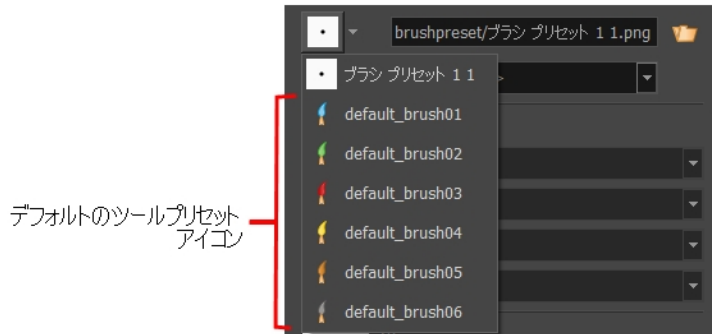 brushpreset/ブラシ プリセット 1 1.png
ブラシ プリセット 1 1
default_brush01
default_brush02
default_brush03
default_brush04
default_brush05
default_brush06
デフォルトのツールプリセット
アイコン